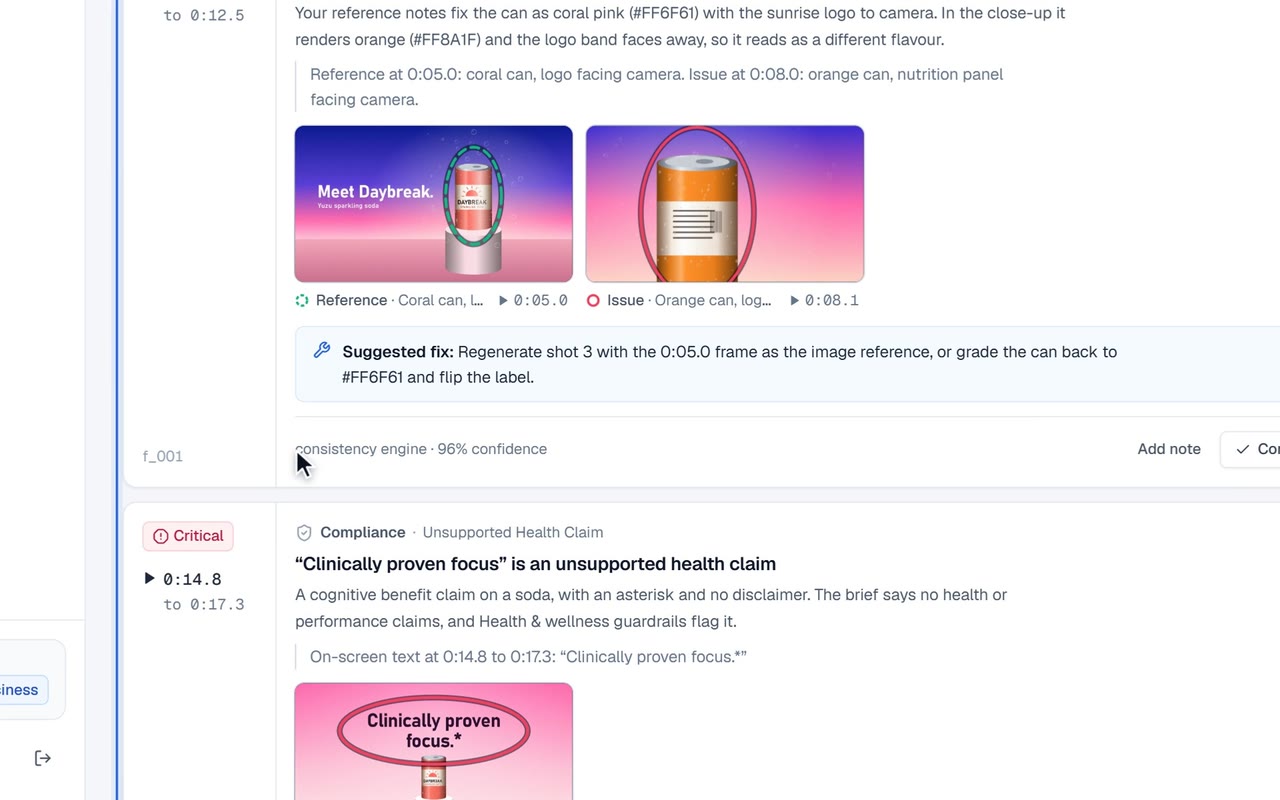 to 0:12.5
Your reference notes fix the can as coral pink (#FF6F61) with the sunrise logo to camera. In the close-up it
renders orange (#FF8A1F) and the logo band faces away, so it reads as a different flavour.
Reference at 0:05.0: coral can, logo facing camera. Issue at 0:08.0: orange can, nutrition panel
facing camera.
Meet Daybreak.
Yuzu sparkling soda
DAYBREAK
Reference · Coral can, l... 0:05.0
Issue · Orange can, log... 0:08.1
Suggested fix: Regenerate shot 3 with the 0:05.0 frame as the image reference, or grade the can back to
#FF6F61 and flip the label.
f_001
consistency engine · 96% confidence
Add note
Critical
0:14.8
to 0:17.3
Compliance · Unsupported Health Claim
“Clinically proven focus” is an unsupported health claim
A cognitive benefit claim on a soda, with an asterisk and no disclaimer. The brief says no health or
performance claims, and Health & wellness guardrails flag it.
On-screen text at 0:14.8 to 0:17.3: “Clinically proven focus.*”
Clinically proven
focus.*
DAYBREAK